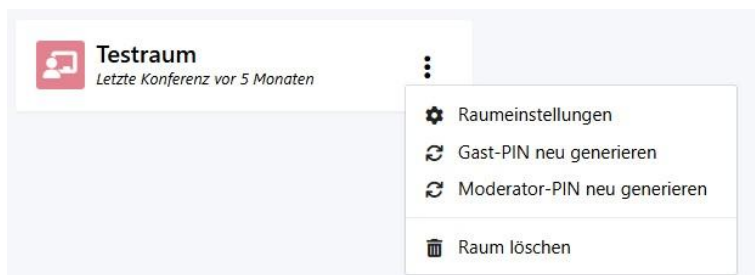 Testraum
Letzte Konferenz vor 5 Monaten
Raumeinstellungen
Gast-PIN neu generieren
Moderator-PIN neu generieren
Raum löschen